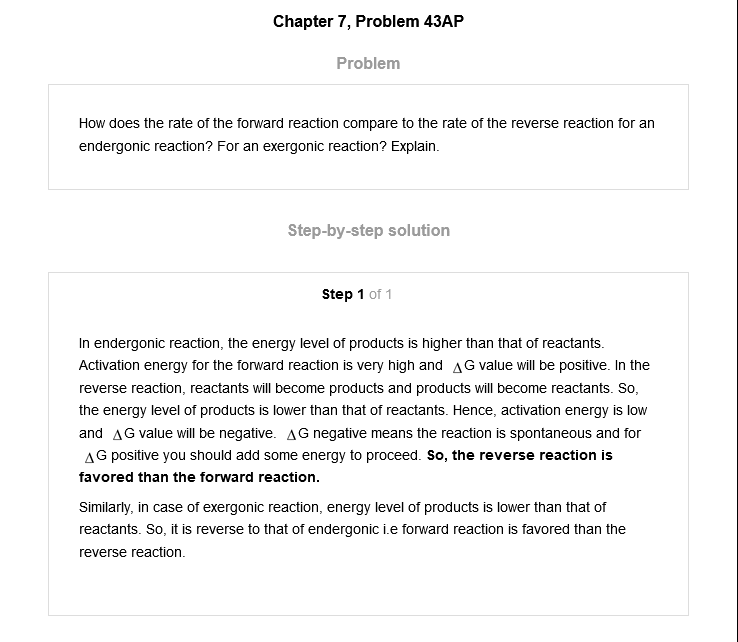 Chapter 7, Problem 43AP
Problem
How does the rate of the forward reaction compare to the rate of the reverse reaction for an
endergonic reaction? For an exergonic reaction? Explain.
Step-by-step solution
Step 1 of 1
In endergonic reaction, the energy level of products is higher than that of reactants.
Activation energy for the forward reaction is very high and ΔG value will be positive. In the
reverse reaction, reactants will become products and products will become reactants. So,
the energy level of products is lower than that of reactants. Hence, activation energy is low
and ΔG value will be negative. ΔG negative means the reaction is spontaneous and for
ΔG positive you should add some energy to proceed. So, the reverse reaction is
favored than the forward reaction.
Similarly, in case of exergonic reaction, energy level of products is lower than that of
reactants. So, it is reverse to that of endergonic i.e forward reaction is favored than the
reverse reaction.